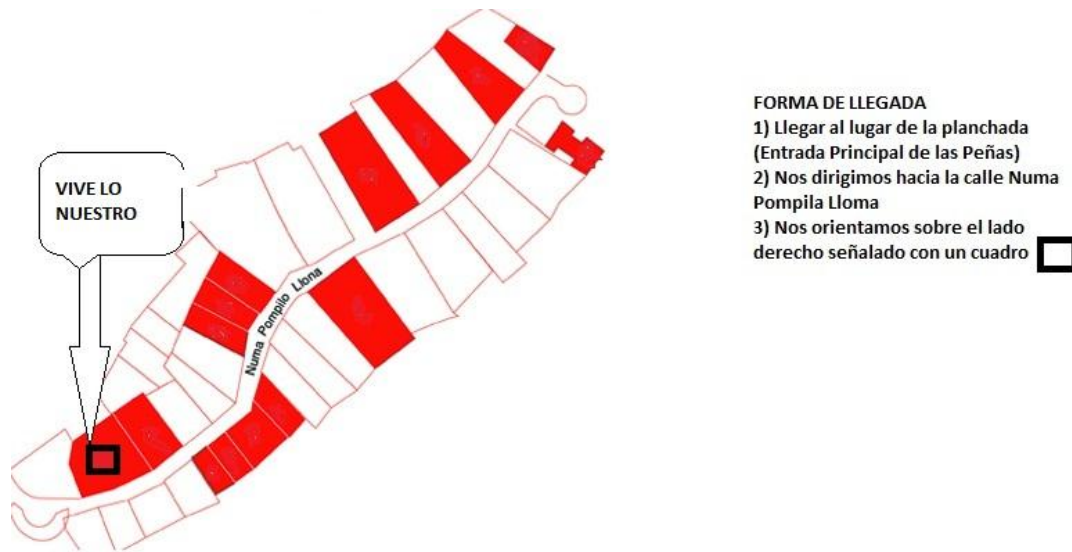 VIVE LO
NUESTRO
Numa Pompilo Llona
FORMA DE LLEGADA
1) Llegar al lugar de la planchada
(Entrada Principal de las Peñas)
2) Nos dirigimos hacia la calle Numa
Pompila Lloma
3) Nos orientamos sobre el lado
derecho señalado con un cuadro